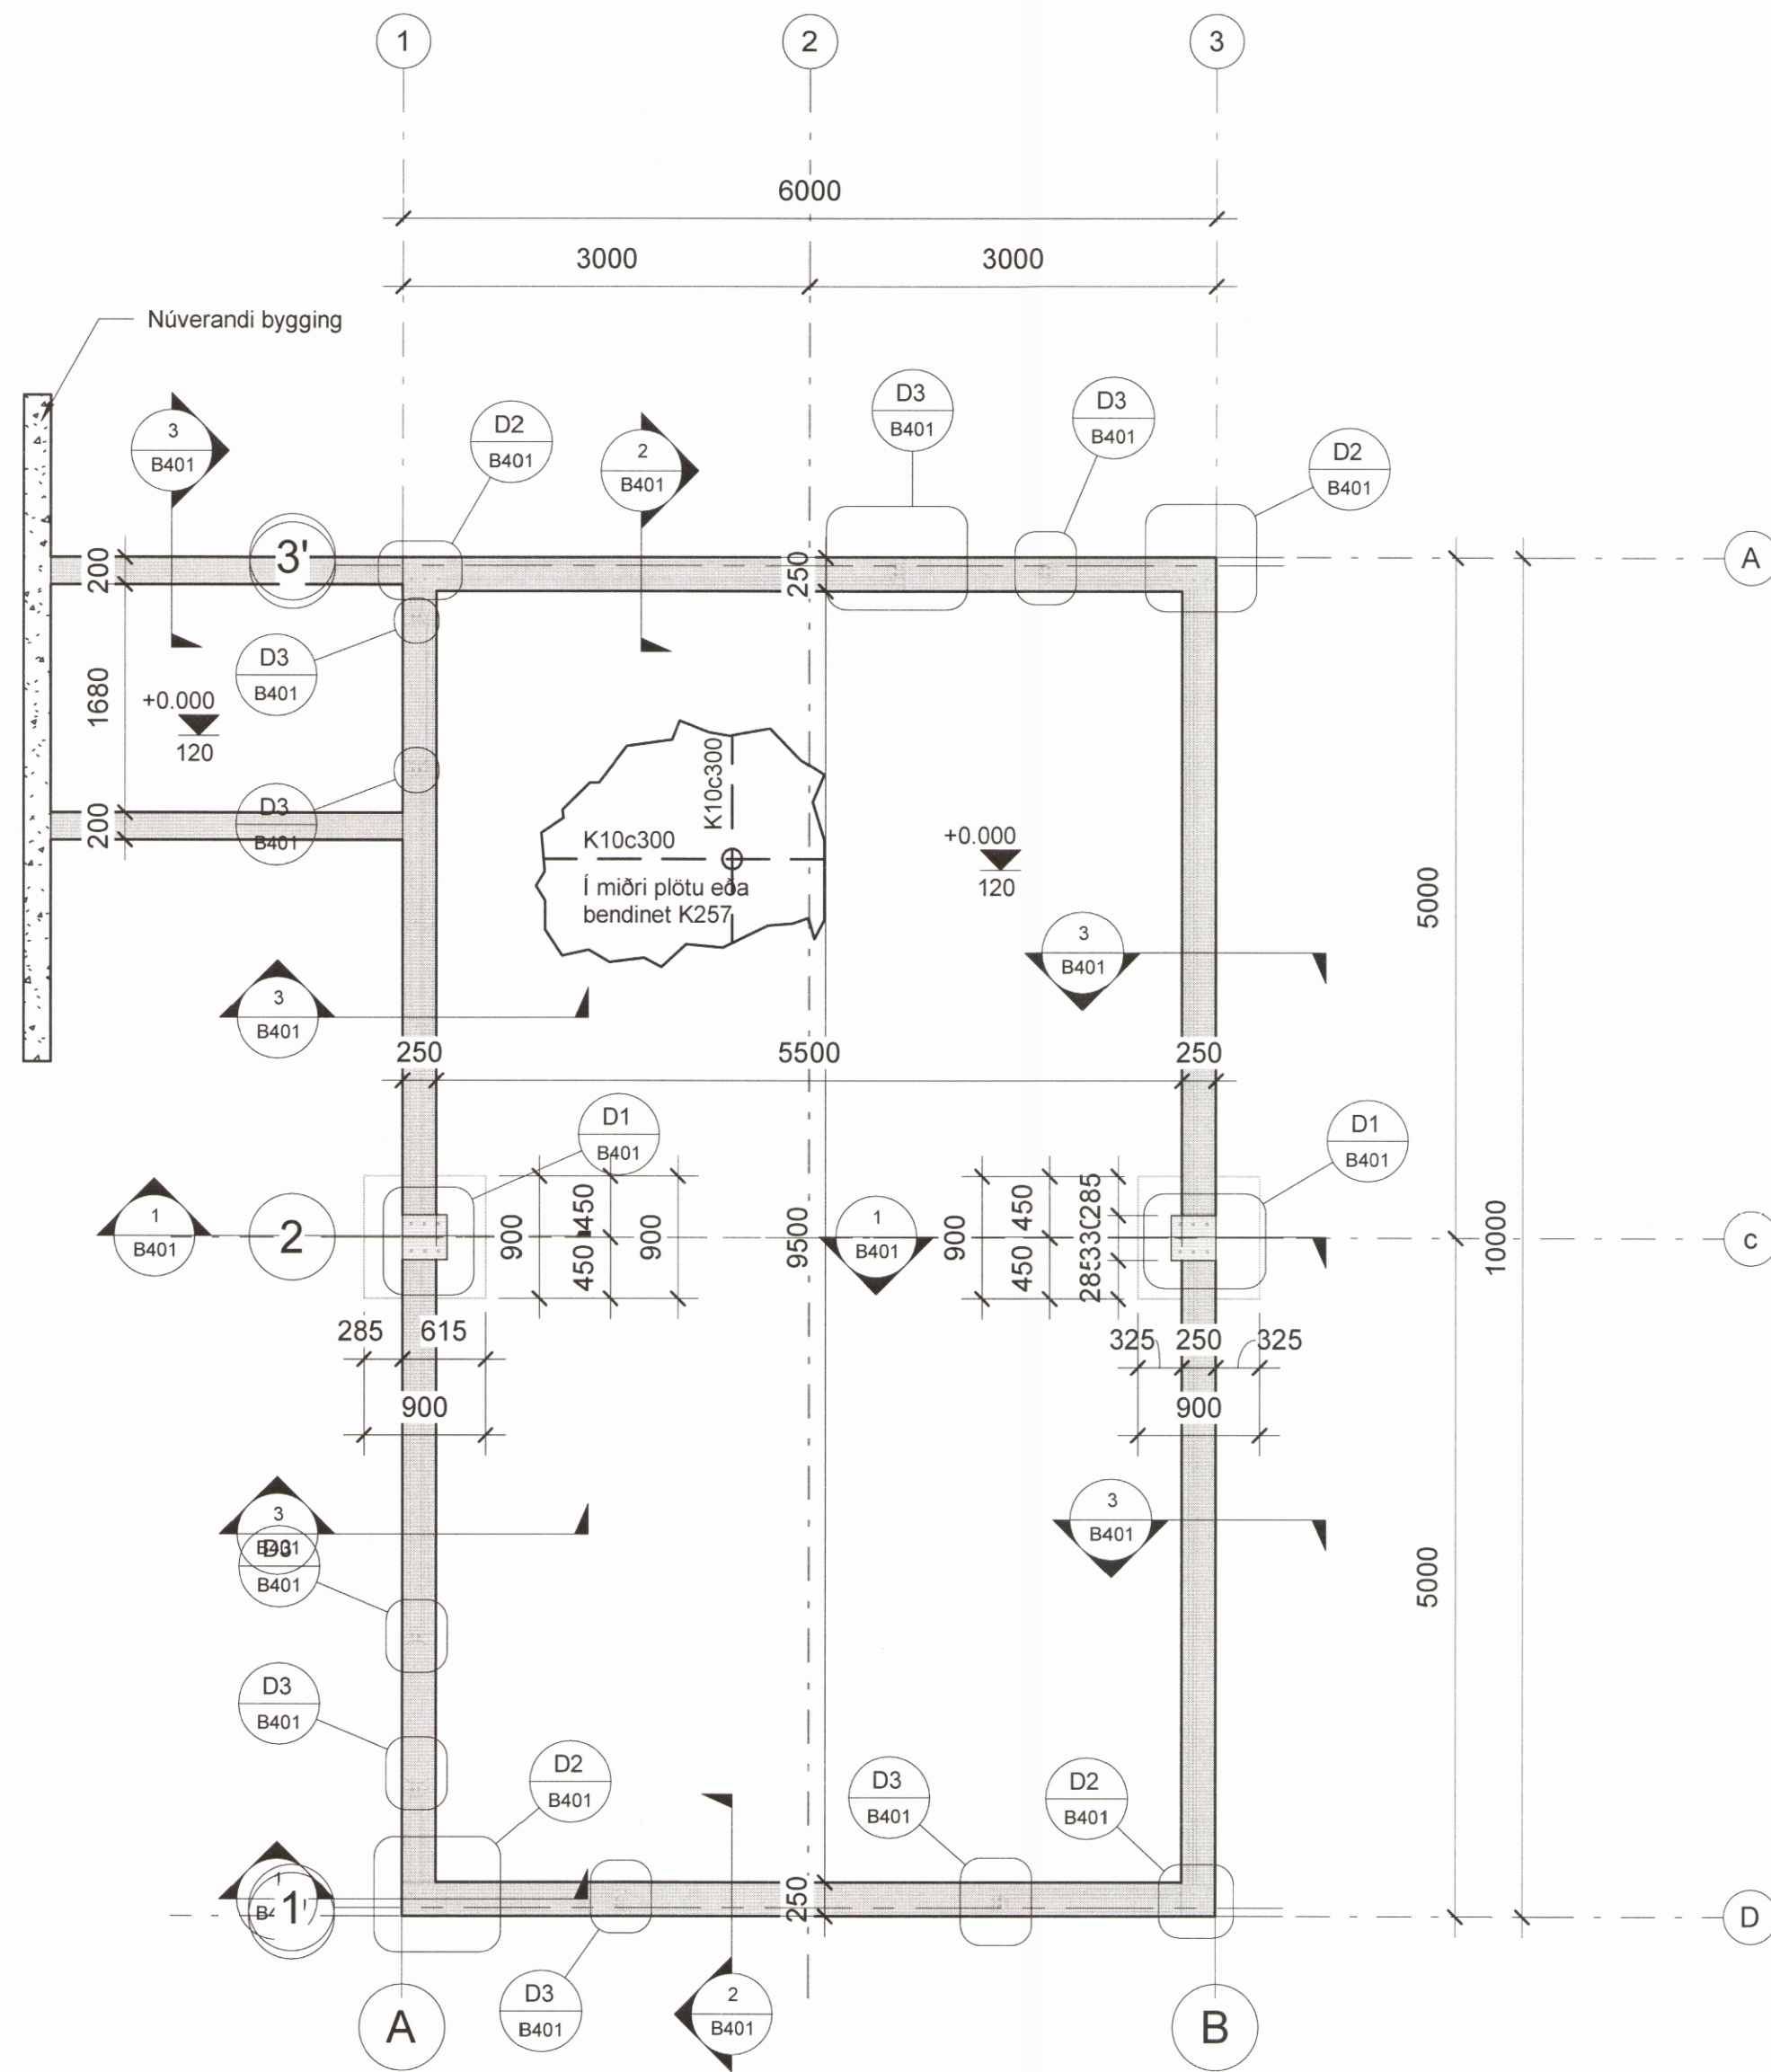 1
2
3
6000
3000
3000
Núverandi bygging
D3
B401
D3
B401
D2
B401
3
B401
2
B401
D2
B401
200
3'
250
A
D3
B401
1680
+0.000
120
K10c300
K10c300
Í miðri plötu eða
bendinet K257
+0.000
120
200
D3
B401
5000
3
B401
3
B401
250
5500
250
D1
B401
D1
B401
1
B401
2
900
450
450
900
9500
1
B401
900
450
450
285
330
285
10000
c
285
615
900
325
250
325
900
3
B401
D3
B401
3
B401
5000
D3
B401
D2
B401
D3
B401
D2
B401
1'
250
D
A
D3
B401
2
B401
B